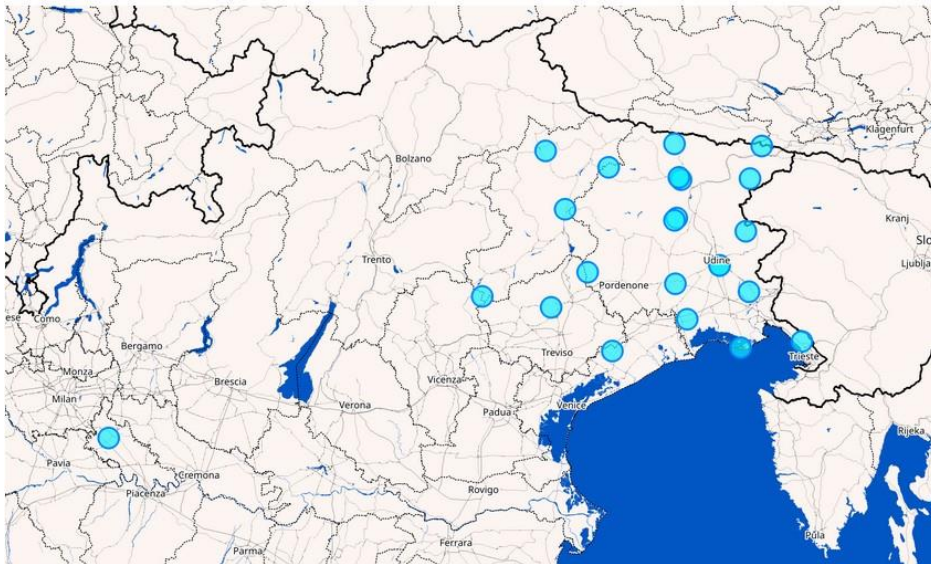 Klagenfurt
Bolzano
Kranj
Slo
Trento
Udine
Ljublja
Pordenone
ese
Como
Bergamo
Treviso
Trieste
Monza
Brescia
Vicenza
Milan
Verona
Padua
Venice
Rijeka
Pavia
Cremona
Piacenza
Rovigo
Pula
Ferrara
Parma